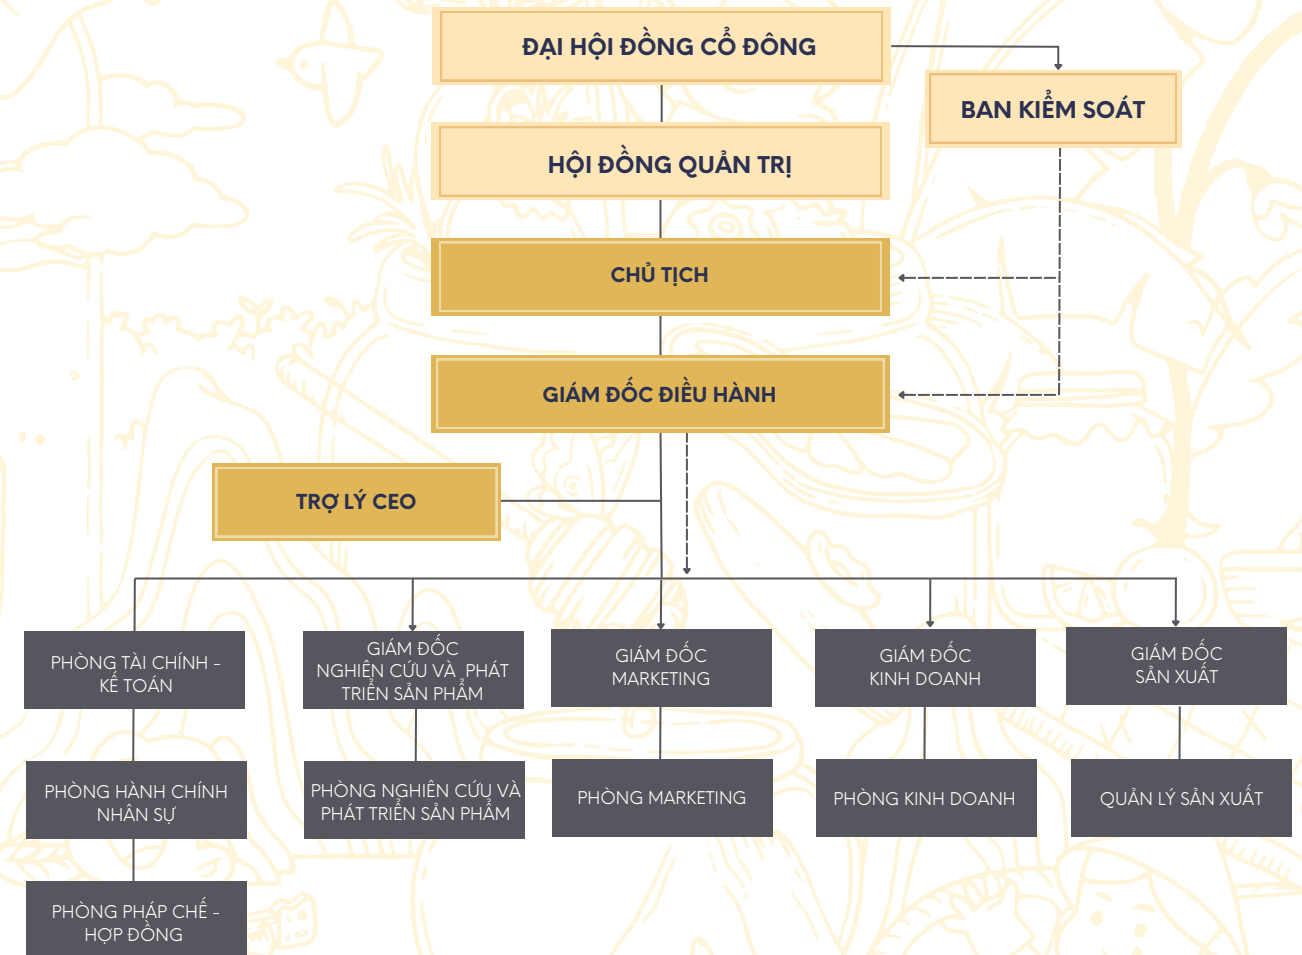 ĐẠI HỘI ĐỒNG CỔ ĐÔNG
BAN KIỂM SOÁT
HỘI ĐỒNG QUẢN TRỊ
CHỦ TỊCH
GIÁM ĐỐC ĐIỀU HÀNH
TRỢ LÝ CEO
PHÒNG TÀI CHÍNH -
KẾ TOÁN
GIÁM ĐỐC
NGHIÊN CỨU VÀ PHÁT
TRIỂN SẢN PHẨM
GIÁM ĐỐC
MARKETING
GIÁM ĐỐC
KINH DOANH
GIÁM ĐỐC
SẢN XUẤT
PHÒNG HÀNH CHÍNH
NHÂN SỰ
PHÒNG NGHIÊN CỨU VÀ
PHÁT TRIỂN SẢN PHẨM
PHÒNG MARKETING
PHÒNG KINH DOANH
QUẢN LÝ SẢN XUẤT
PHÒNG PHÁP CHẾ -
HỢP ĐỒNG